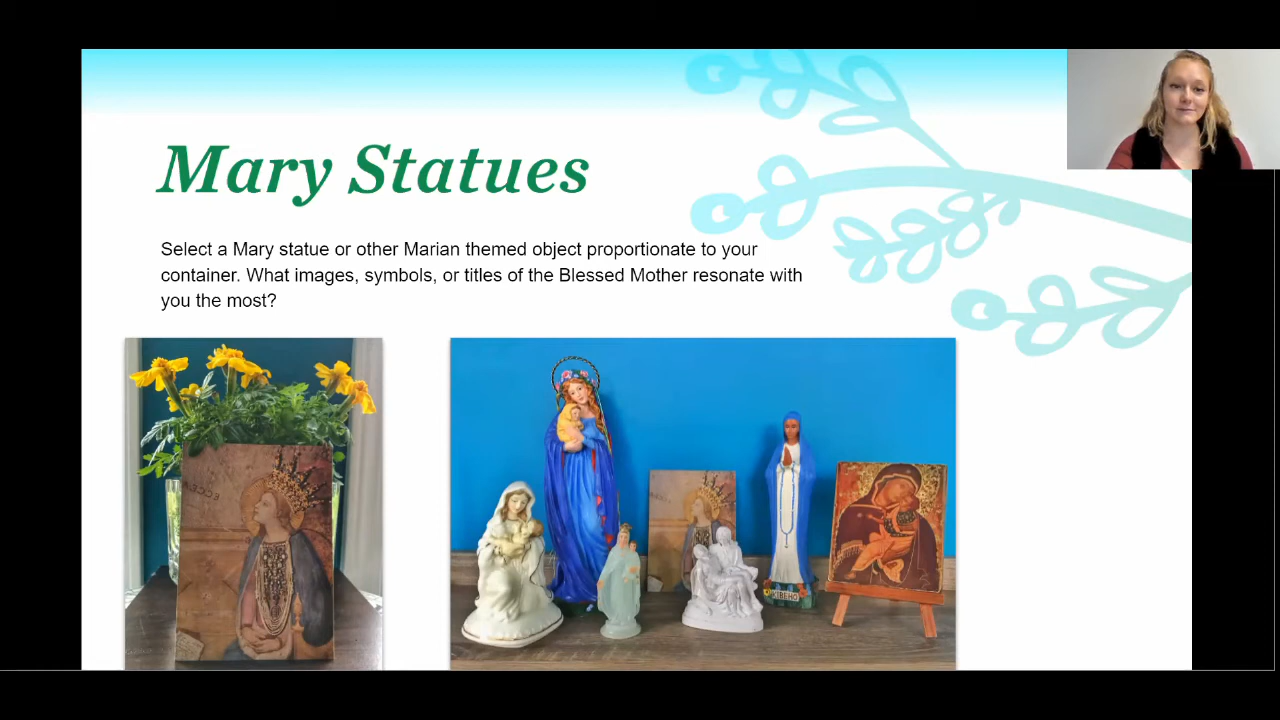 Mary Statues
Select a Mary statue or other Marian themed object proportionate to your
container. What images, symbols, or titles of the Blessed Mother resonate with
you the most?
KIBEHO